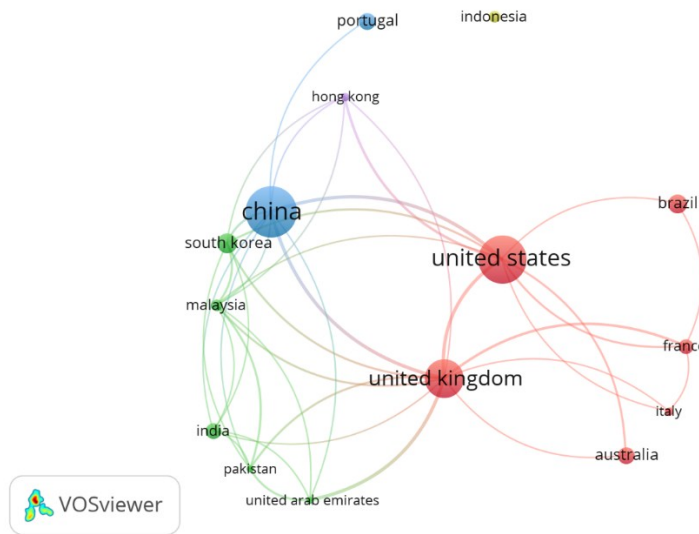 portugal
indonesia
hong kong
china
brazil
south korea
united states
malaysia
france
united kingdom
italy
india
australia
pakistan
united arab emirates
VOSviewer